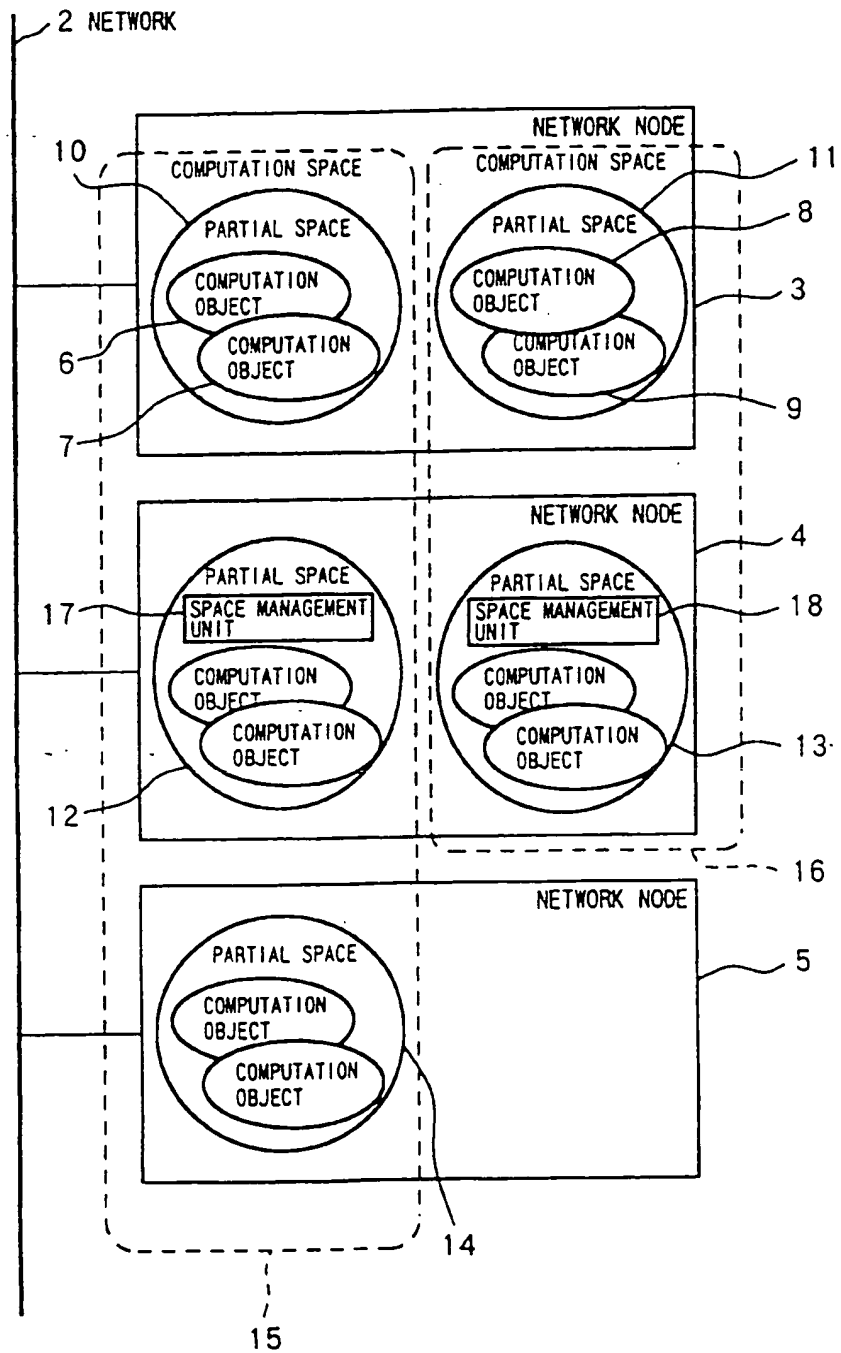 2 NETWORK
NETWORK NODE
10
COMPUTATION SPACE
COMPUTATION SPACE
11
PARTIAL SPACE
PARTIAL SPACE
8
COMPUTATION
OBJECT
COMPUTATION
OBJECT
3
6
COMPUTATION
OBJECT
COMPUTATION
OBJECT
7
9
NETWORK NODE
4
PARTIAL SPACE
PARTIAL SPACE
17
SPACE MANAGEMENT
UNIT
SPACE MANAGEMENT
UNIT
18
COMPUTATION
OBJECT
COMPUTATION
OBJECT
COMPUTATION
OBJECT
COMPUTATION
OBJECT
13
12
16
NETWORK NODE
PARTIAL SPACE
5
COMPUTATION
OBJECT
COMPUTATION
OBJECT
14
15